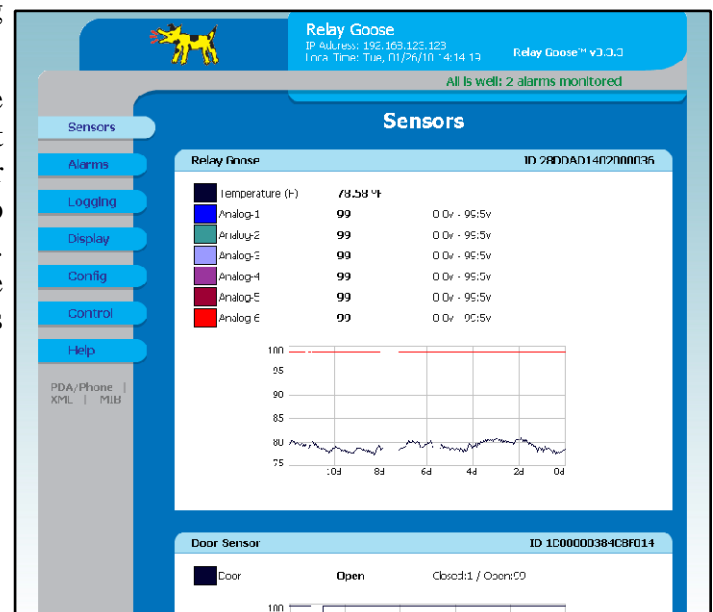 g
Relay Goose
IP Address: 192.168.123.123
Local Time: Tue, 01/26/10 14:14:19
Relay Goose™ v3.3.3
All is well: 2 alarms monitored
e
t
r
o
.
e
s
Sensors
Alarms
Logging
Display
Config
Control
Help
PDA/Phone |
XML | MIB
Sensors
Relay Goose ID
Temperature (F) 78.58 ºF
Analog-1 99 0:0v - 99:5v
Analog-2 99 0:0v - 99:5v
Analog-3 99 0:0v - 99:5v
Analog-4 99 0:0v - 99:5v
Analog-5 99 0:0v - 99:5v
Analog-6 99 0:0v - 99:5v
100
95
90
85
80
75
10d 8d 6d 4d 2d 0d
Door Sensor ID
Door Open Closed:1 / Open:99
100